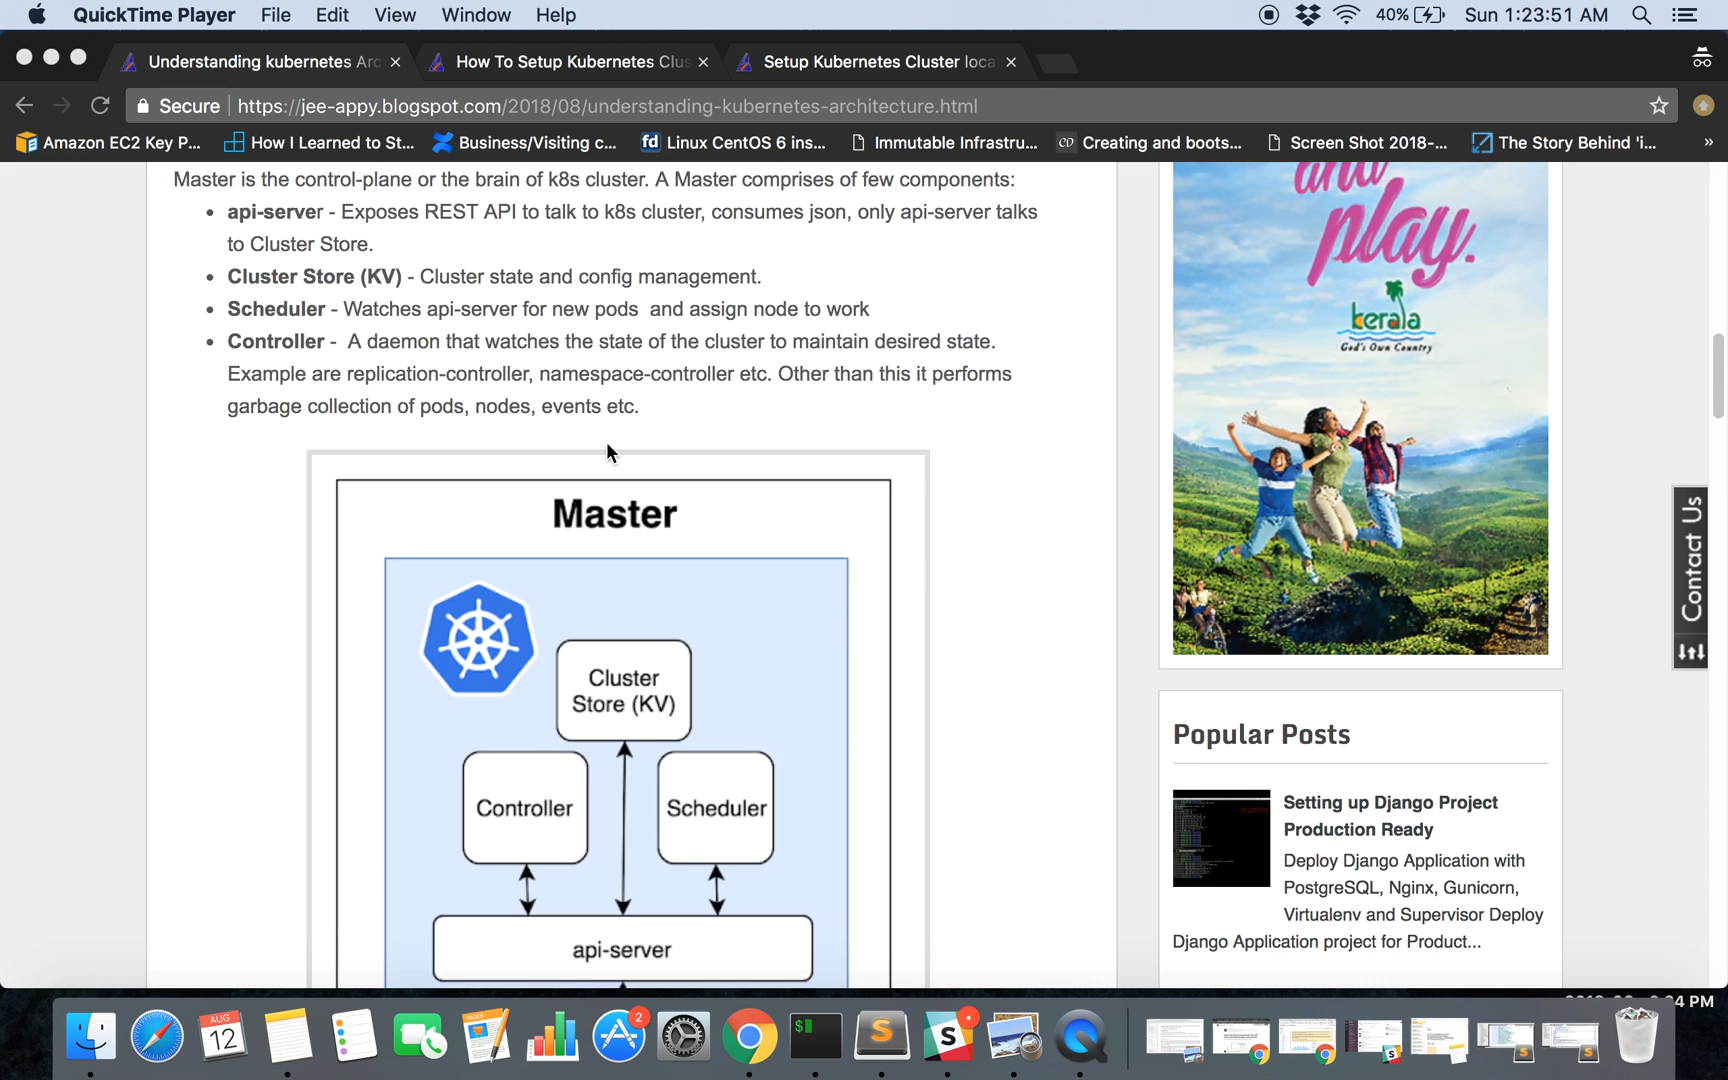 QuickTime Player File Edit View Window Help 40% Sun 1:23:51 AM
Understanding kubernetes Arc How To Setup Kubernetes Clus Setup Kubernetes Cluster loca
Secure https://jee-appy.blogspot.com/2018/08/understanding-kubernetes-architecture.html
Amazon EC2 Key P... How I Learned to St... Business/Visiting c... fd Linux CentOS 6 ins... Immutable Infrastru... CD Creating and boots... Screen Shot 2018-... The Story Behind 'i... »
Master is the control-plane or the brain of k8s cluster. A Master comprises of few components:
• api-server - Exposes REST API to talk to k8s cluster, consumes json, only api-server talks
to Cluster Store.
• Cluster Store (KV) - Cluster state and config management.
• Scheduler - Watches api-server for new pods and assign node to work
• Controller - A daemon that watches the state of the cluster to maintain desired state.
Example are replication-controller, namespace-controller etc. Other than this it performs
garbage collection of pods, nodes, events etc.
Master
Cluster
Store (KV)
Controller
Scheduler
api-server
and
play.
kerala
God's Own Country
Contact Us
Popular Posts
Setting up Django Project
Production Ready
Deploy Django Application with
PostgreSQL, Nginx, Gunicorn,
Virtualenv and Supervisor Deploy
Django Application project for Product...
PM
AUG
12
PAGES
2
$
S
S